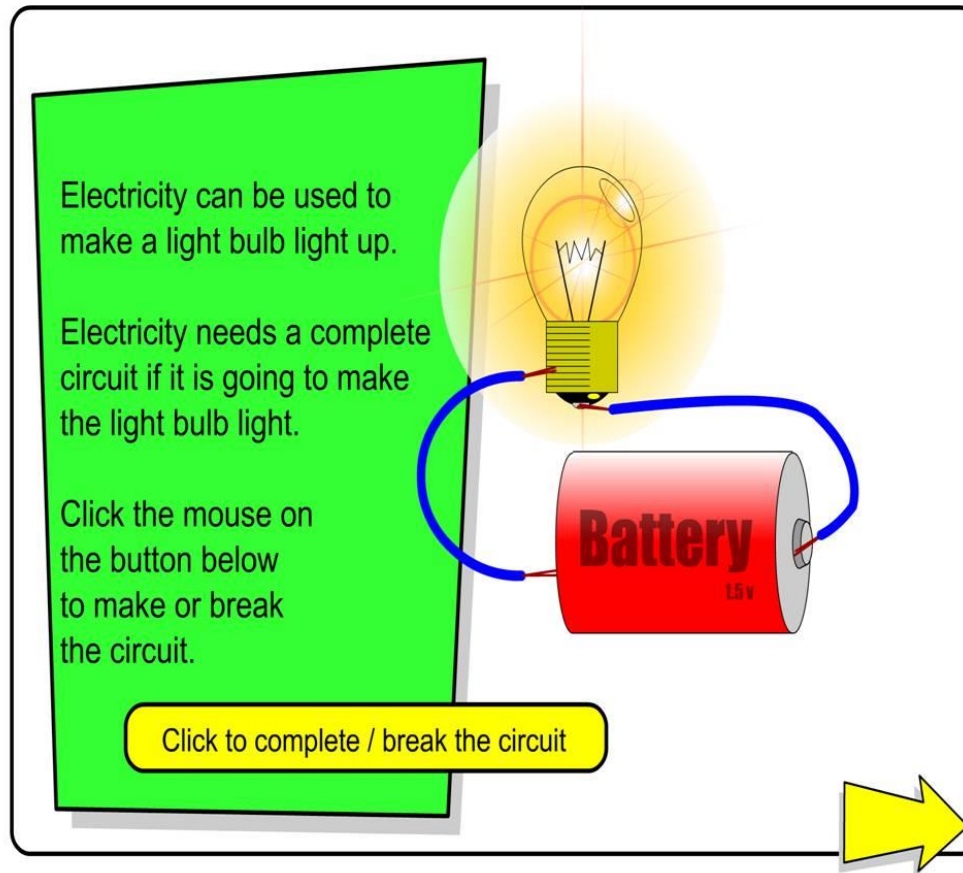 Electricity can be used to
make a light bulb light up.
Electricity needs a complete
circuit if it is going to make
the light bulb light.
Click the mouse on
the button below
to make or break
the circuit.
Click to complete / break the circuit
Battery
1.5 v